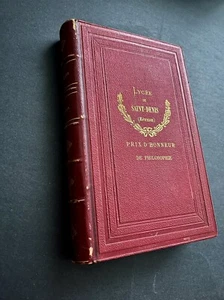 LYCÉE
DE
SAINT-DENIS
(RÉUNION)
PRIX D'HONNEUR
DE PHILOSOPHIE